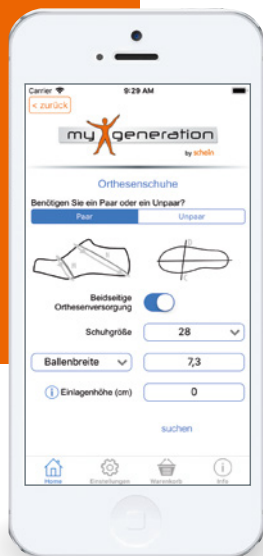 Carrier 9:29 AM
< zurück
my generation
by schein
Orthesenschuhe
Benötigen Sie ein Paar oder ein Unpaar?
Paar Unpaar
Beidseitige
Orthesenversorgung
Schuhgröße 28
Ballenbreite 7,3
i Einlagenhöhe (cm) 0
suchen
Home Einstellungen Warenkorb Info